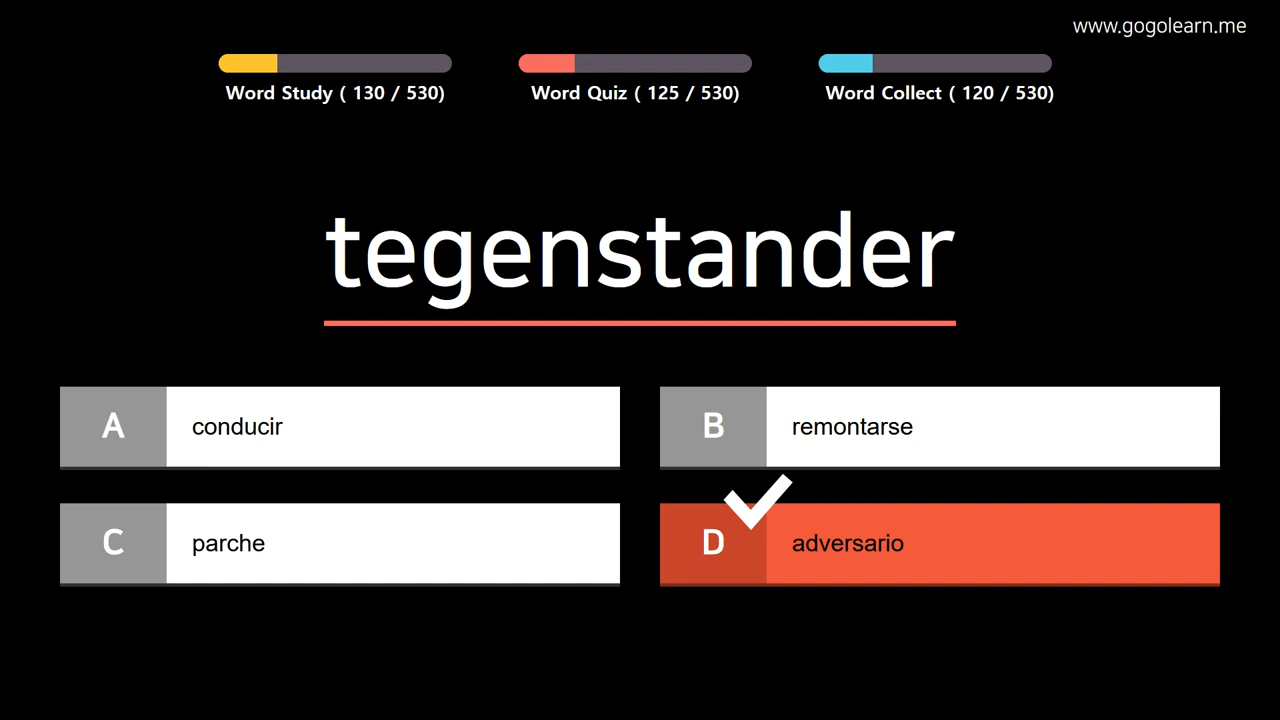 www.gogolearn.me
Word Study ( 130 / 530)
Word Quiz ( 125 / 530)
Word Collect ( 120 / 530)
tegenstander
A conducir
B remontarse
C parche
D adversario